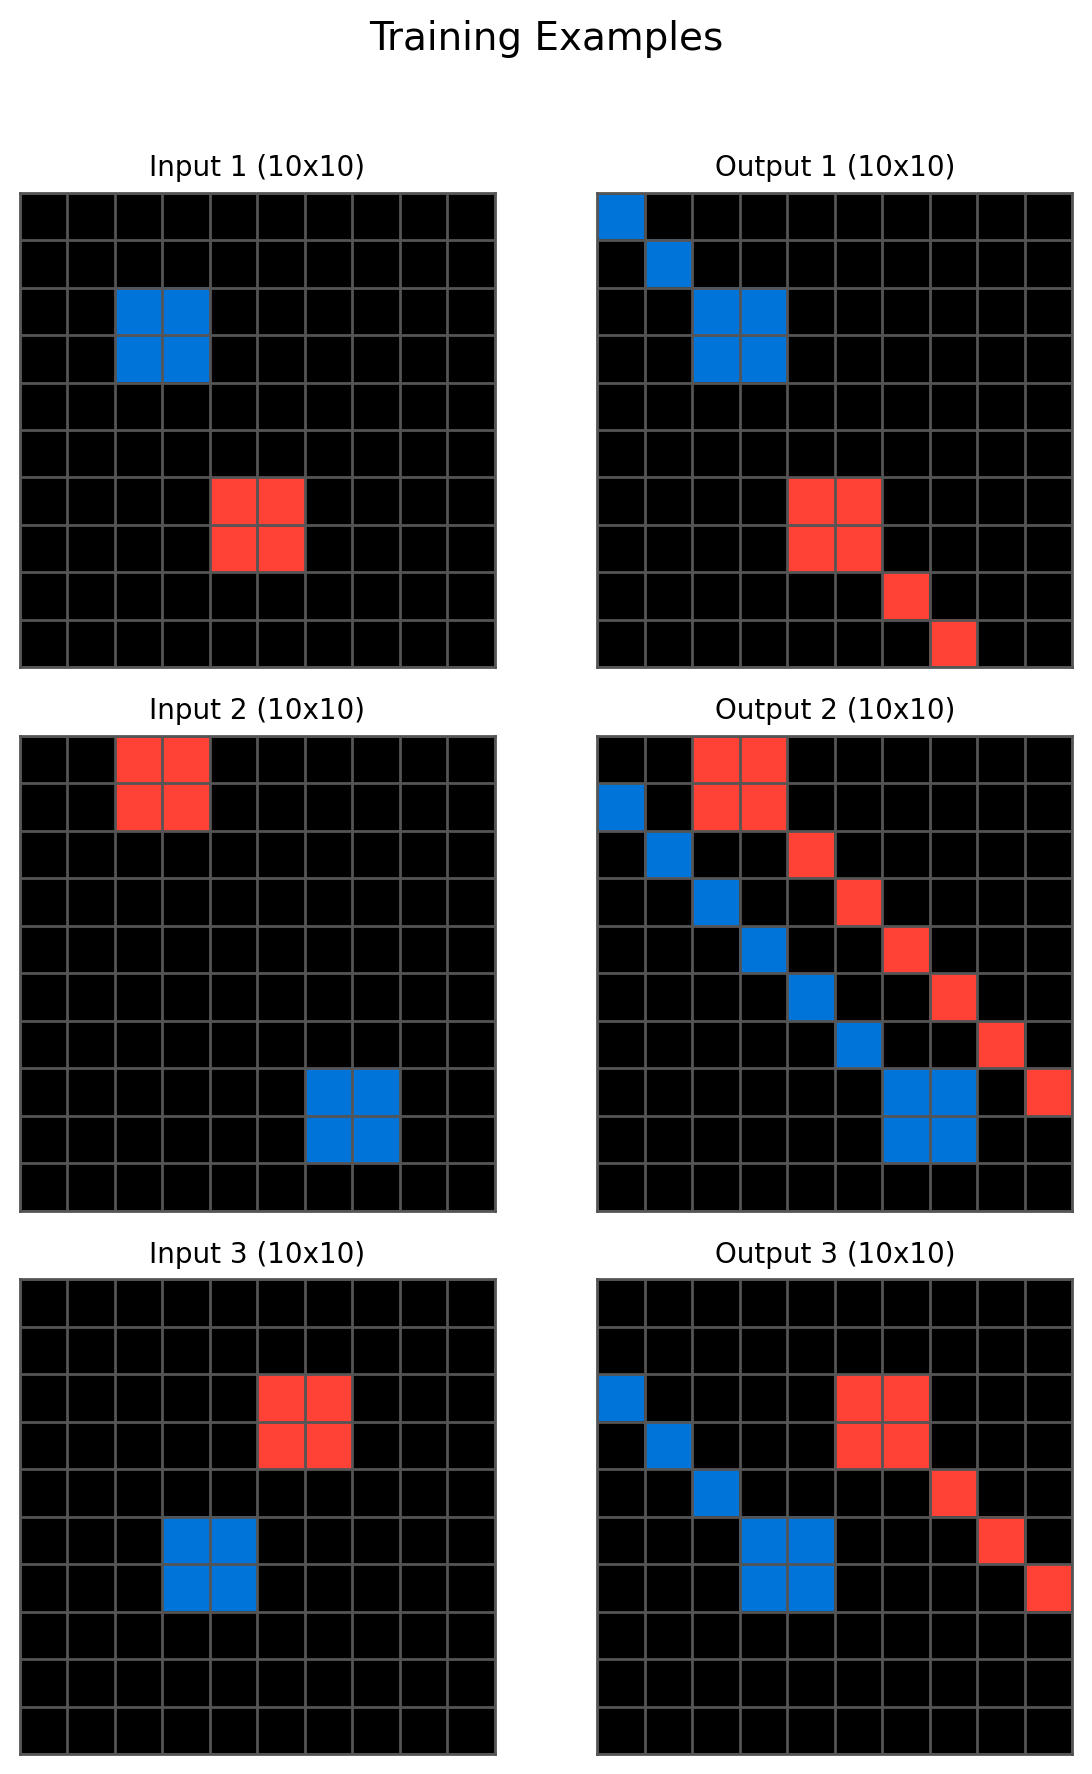 Training Examples
Input 1 (10x10)
Output 1 (10x10)
Input 2 (10x10)
Output 2 (10x10)
Input 3 (10x10)
Output 3 (10x10)